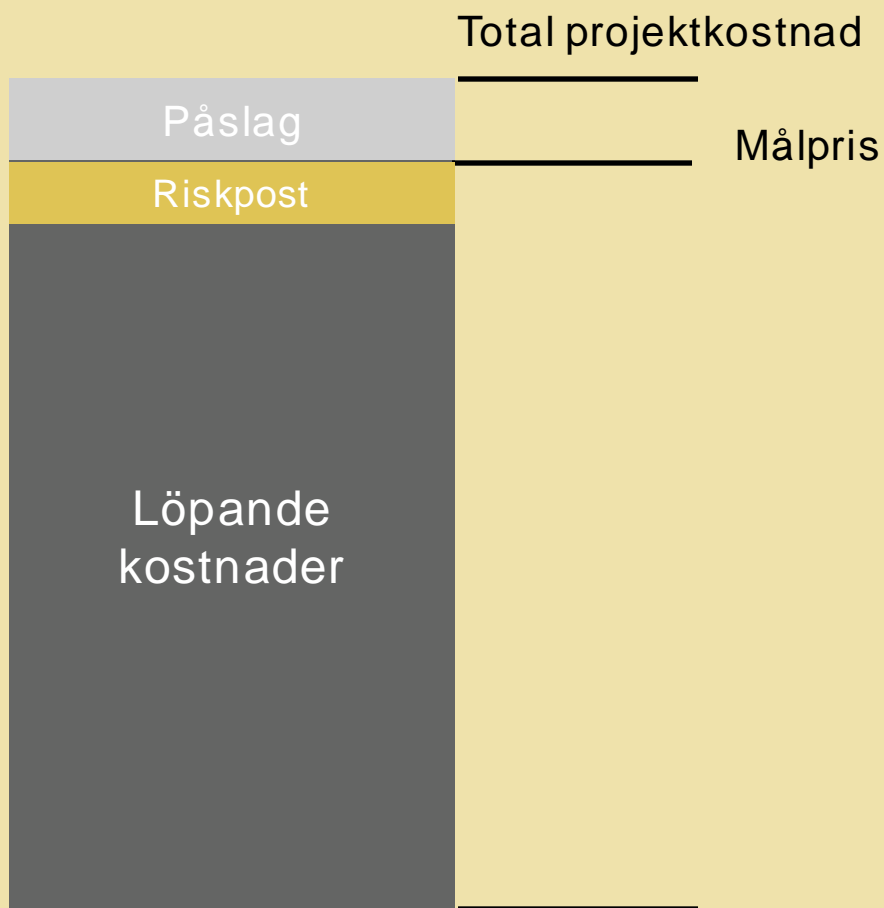 Total projektkostnad
Påslag
Målpris
Riskpost
Löpande
kostnader